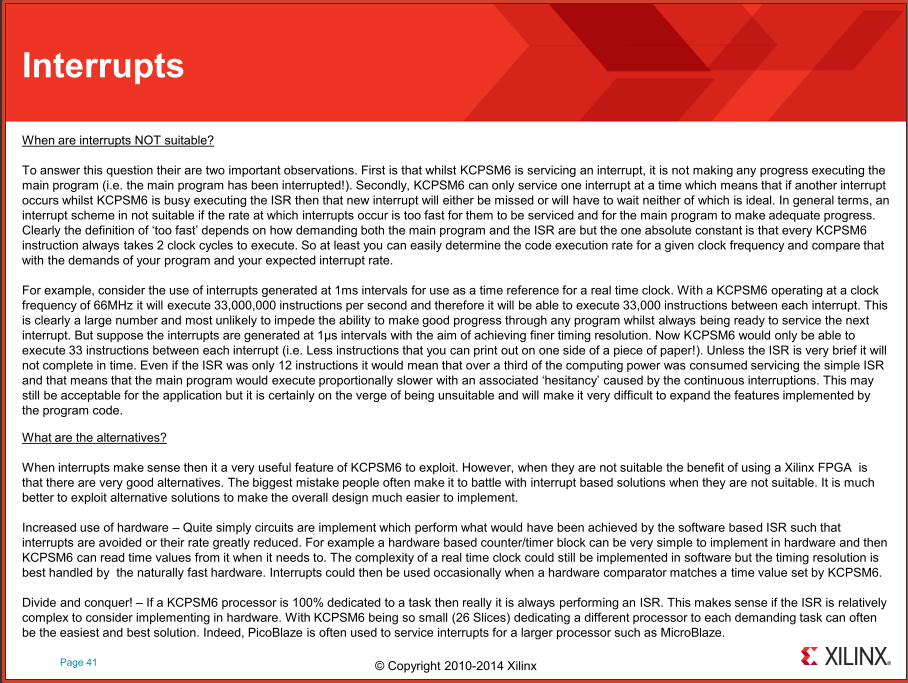 Interrupts
When are interrupts NOT suitable?
To answer this question their are two important observations. First is that whilst KCPSM6 is servicing an interrupt, it is not making any progress executing the
main program (i.e. the main program has been interrupted!). Secondly, KCPSM6 can only service one interrupt at a time which means that if another interrupt
occurs whilst KCPSM6 is busy executing the ISR then that new interrupt will either be missed or will have to wait neither of which is ideal. In general terms, an
interrupt scheme in not suitable if the rate at which interrupts occur is too fast for them to be serviced and for the main program to make adequate progress.
Clearly the definition of ‘too fast’ depends on how demanding both the main program and the ISR are but the one absolute constant is that every KCPSM6
instruction always takes 2 clock cycles to execute. So at least you can easily determine the code execution rate for a given clock frequency and compare that
with the demands of your program and your expected interrupt rate.
For example, consider the use of interrupts generated at 1ms intervals for use as a time reference for a real time clock. With a KCPSM6 operating at a clock
frequency of 66MHz it will execute 33,000,000 instructions per second and therefore it will be able to execute 33,000 instructions between each interrupt. This
is clearly a large number and most unlikely to impede the ability to make good progress through any program whilst always being ready to service the next
interrupt. But suppose the interrupts are generated at 1µs intervals with the aim of achieving finer timing resolution. Now KCPSM6 would only be able to
execute 33 instructions between each interrupt (i.e. Less instructions that you can print out on one side of a piece of paper!). Unless the ISR is very brief it will
not complete in time. Even if the ISR was only 12 instructions it would mean that over a third of the computing power was consumed servicing the simple ISR
and that means that the main program would execute proportionally slower with an associated ‘hesitancy’ caused by the continuous interruptions. This may
still be acceptable for the application but it is certainly on the verge of being unsuitable and will make it very difficult to expand the features implemented by
the program code.
What are the alternatives?
When interrupts make sense then it a very useful feature of KCPSM6 to exploit. However, when they are not suitable the benefit of using a Xilinx FPGA is
that there are very good alternatives. The biggest mistake people often make it to battle with interrupt based solutions when they are not suitable. It is much
better to exploit alternative solutions to make the overall design much easier to implement.
Increased use of hardware – Quite simply circuits are implement which perform what would have been achieved by the software based ISR such that
interrupts are avoided or their rate greatly reduced. For example a hardware based counter/timer block can be very simple to implement in hardware and then
KCPSM6 can read time values from it when it needs to. The complexity of a real time clock could still be implemented in software but the timing resolution is
best handled by the naturally fast hardware. Interrupts could then be used occasionally when a hardware comparator matches a time value set by KCPSM6.
Divide and conquer! – If a KCPSM6 processor is 100% dedicated to a task then really it is always performing an ISR. This makes sense if the ISR is relatively
complex to consider implementing in hardware. With KCPSM6 being so small (26 Slices) dedicating a different processor to each demanding task can often
be the easiest and best solution. Indeed, PicoBlaze is often used to service interrupts for a larger processor such as MicroBlaze.
Page 41
© Copyright 2010-2014 Xilinx
XILINX